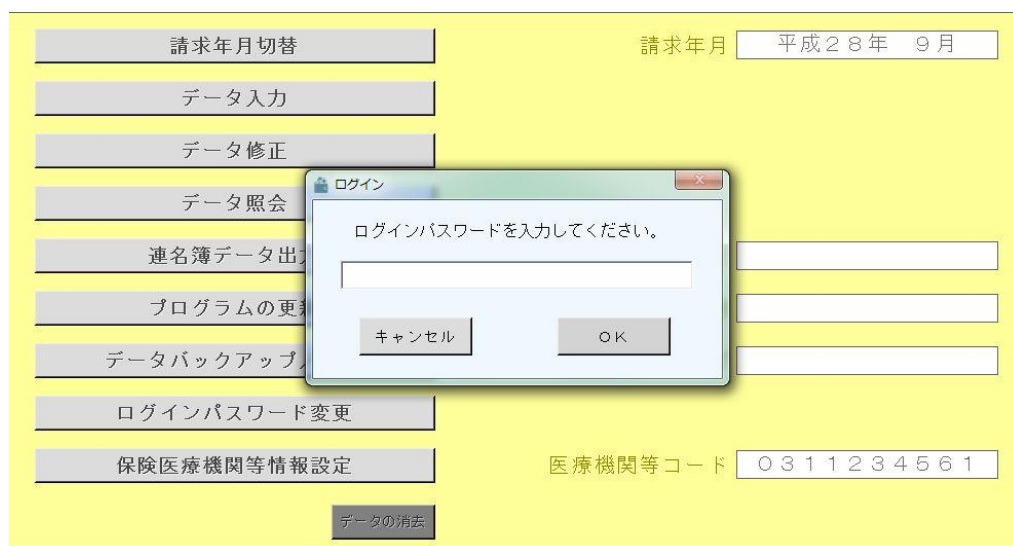 請求年月切替
請求年月 平成２８年　９月
データ入力
データ修正
データ照会
ログイン
ログインパスワードを入力してください。
連名簿データ出
プログラムの更
キャンセル
ＯＫ
データバックアップ
ログインパスワード変更
保険医療機関等情報設定
医療機関等コード ０３１１２３４５６１
データの消去